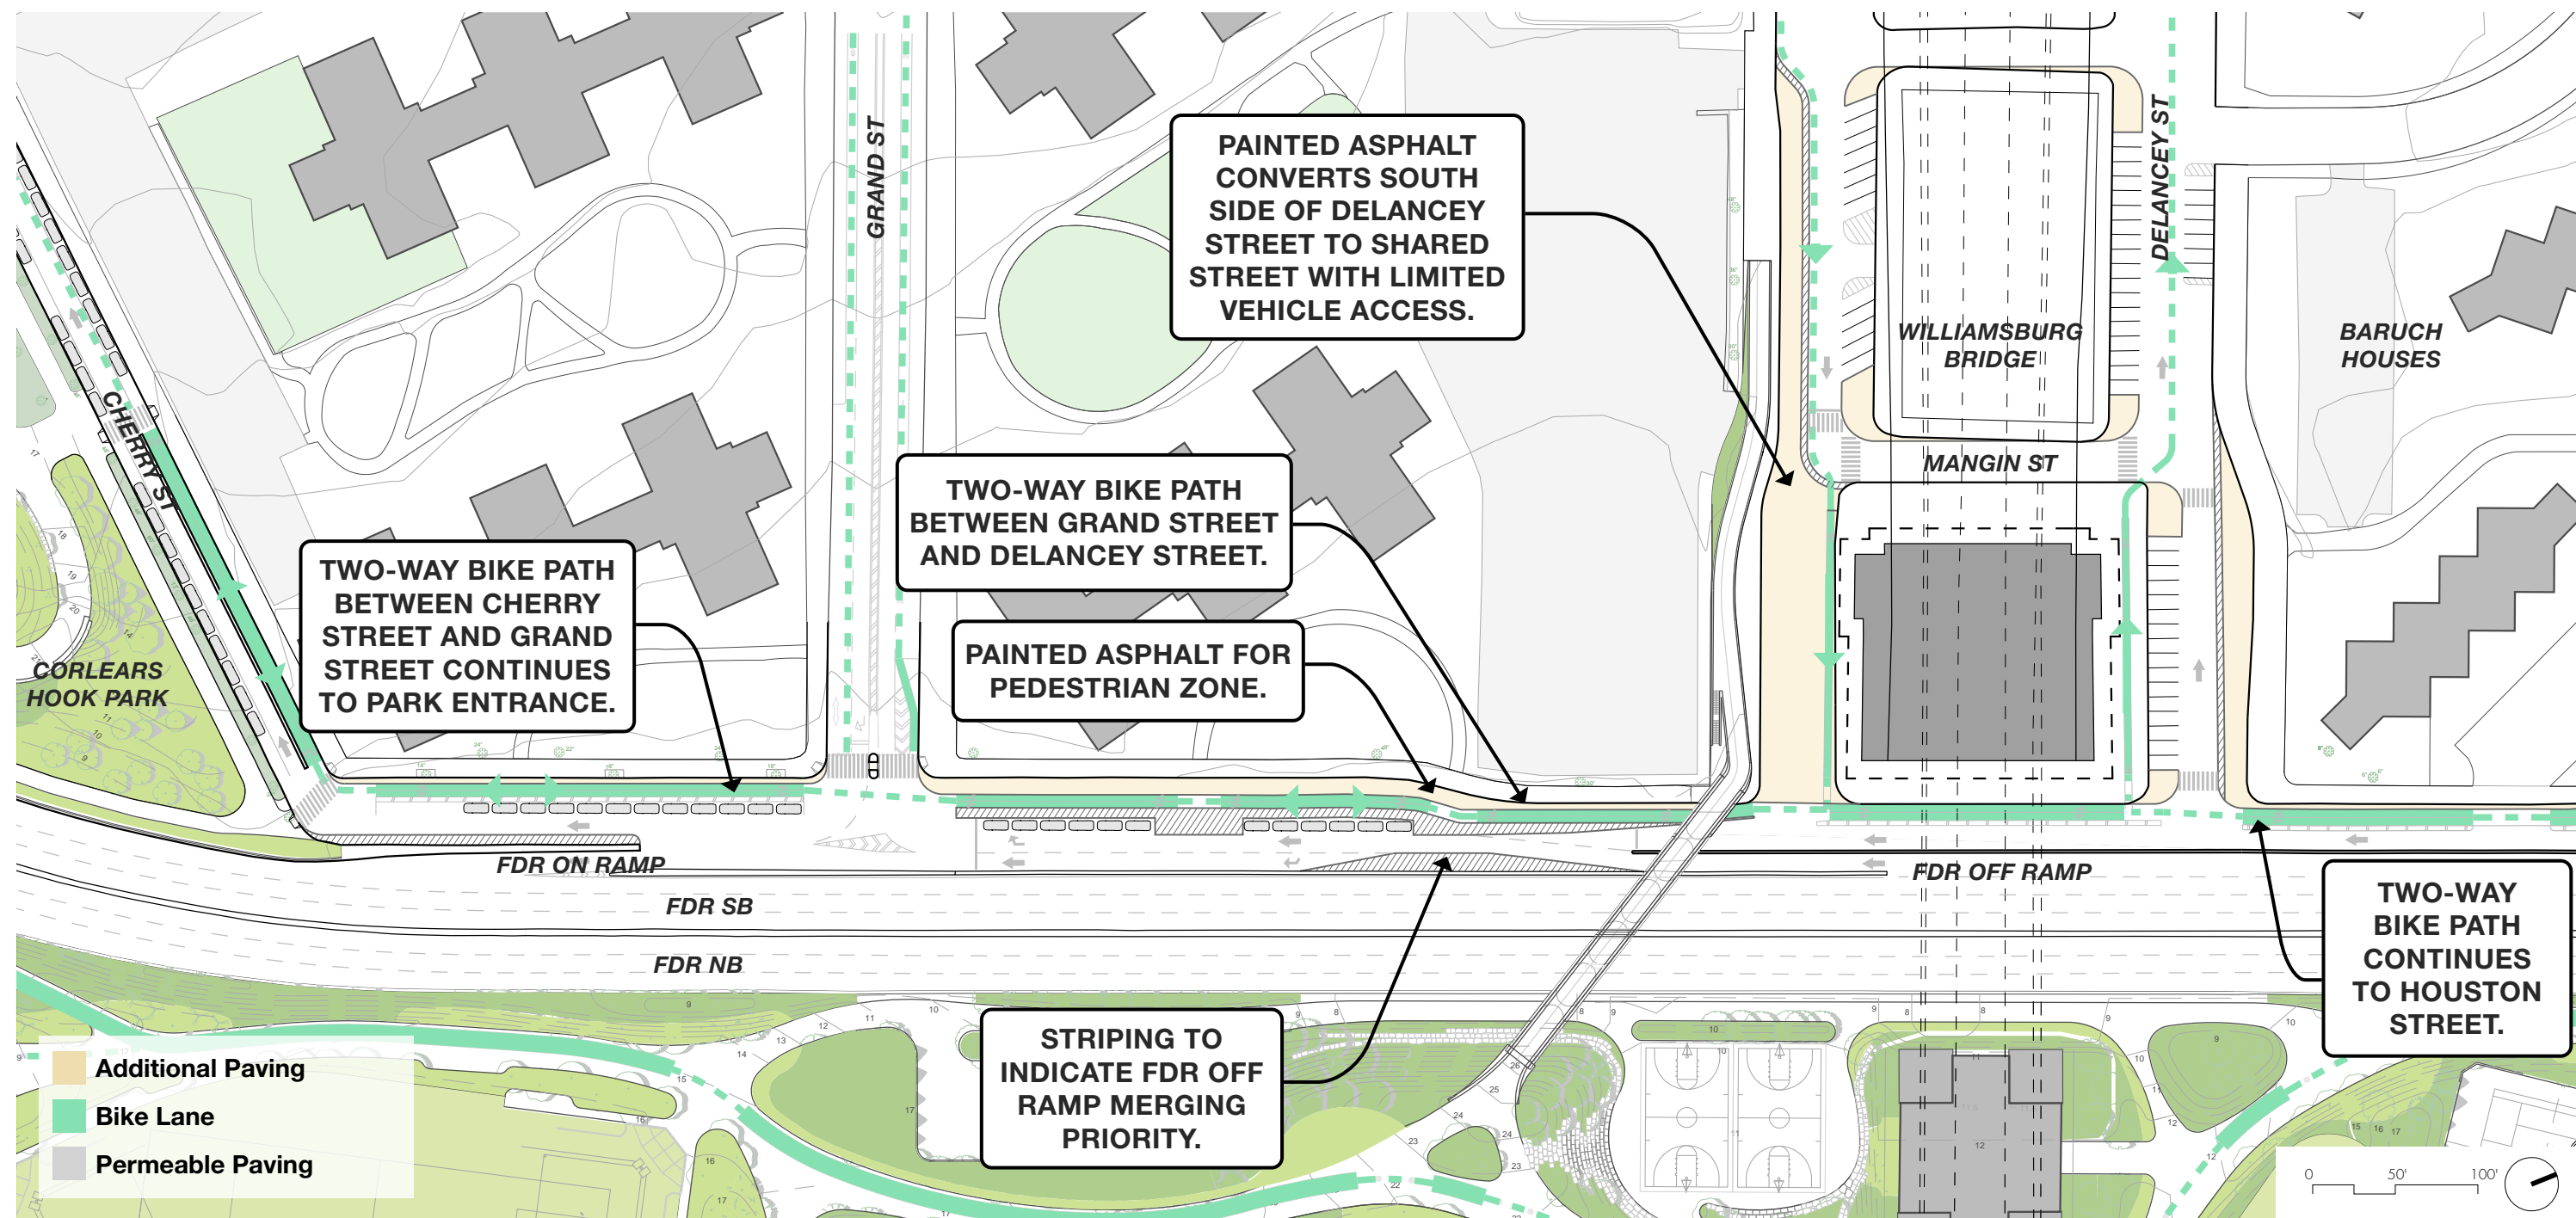 GRAND ST
DELANCEY ST
PAINTED ASPHALT
CONVERTS SOUTH
SIDE OF DELANCEY
STREET TO SHARED
STREET WITH LIMITED
VEHICLE ACCESS.
WILLIAMSBURG
BRIDGE
BARUCH
HOUSES
CHERRY ST
MANGIN ST
TWO-WAY BIKE PATH
BETWEEN GRAND STREET
AND DELANCEY STREET.
TWO-WAY BIKE PATH
BETWEEN CHERRY
STREET AND GRAND
STREET CONTINUES
TO PARK ENTRANCE.
PAINTED ASPHALT FOR
PEDESTRIAN ZONE.
CORLEARS
HOOK PARK
FDR ON RAMP
FDR OFF RAMP
FDR SB
FDR NB
TWO-WAY
BIKE PATH
CONTINUES
TO HOUSTON
STREET.
STRIPING TO
INDICATE FDR OFF
RAMP MERGING
PRIORITY.
Additional Paving
Bike Lane
Permeable Paving
0 50' 100'